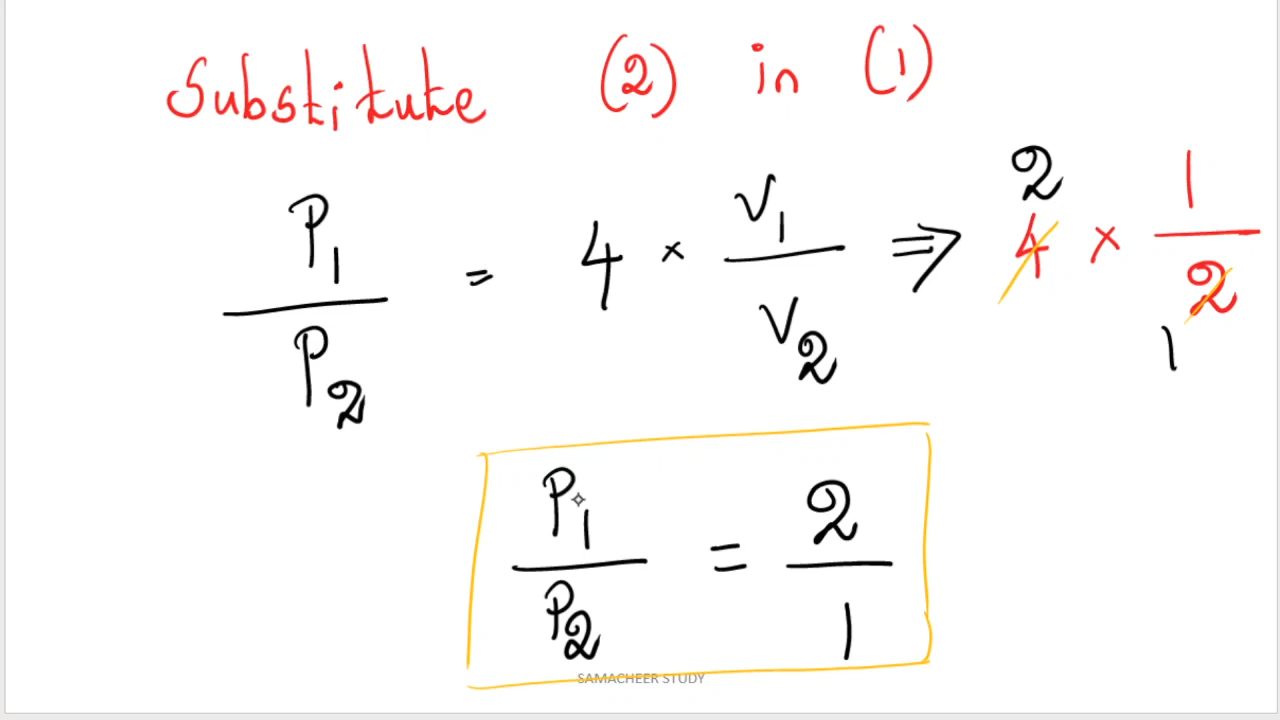 Substitute (2) in (1)
P1/P2 = 4 × V1/V2 ⇒ 4 × 1/2
2
1
P1/P2 = 2/1
SAMACHEER STUDY